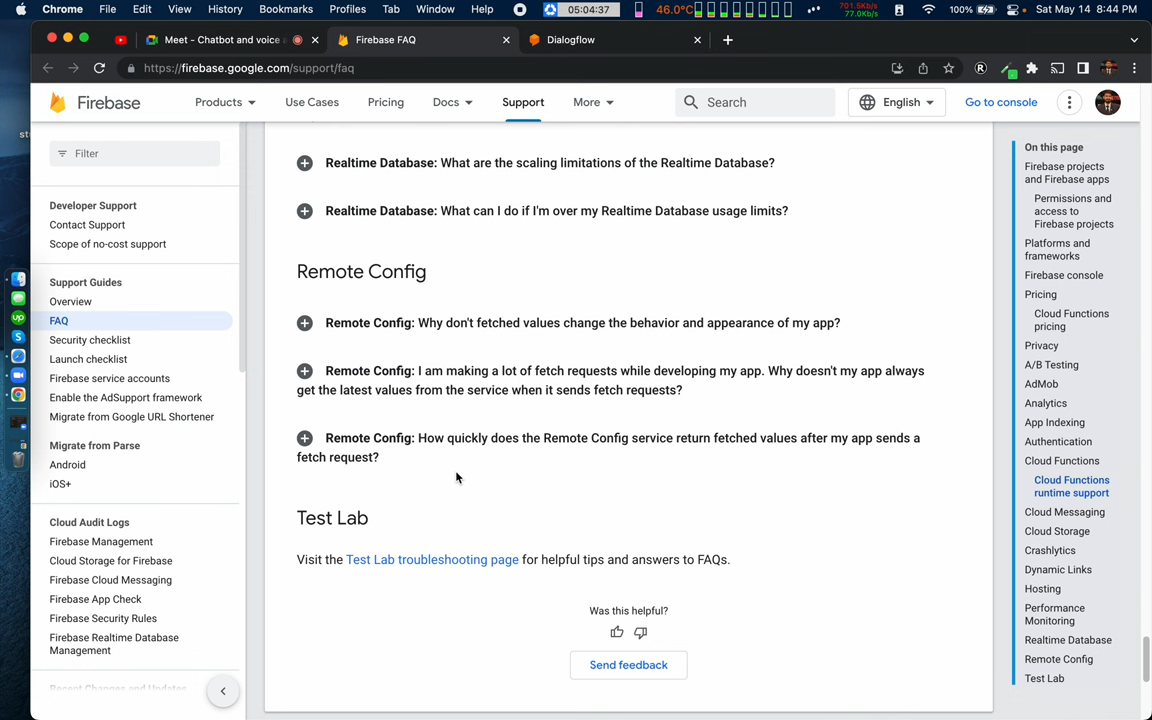 Chrome File Edit View History Bookmarks Profiles Tab Window Help 05:04:37 46.0°C 701.6Kb/s 77.0Kb/s 100% Sat May 14 8:44 PM
Meet - Chatbot and voice Firebase FAQ Dialogflow
https://firebase.google.com/support/faq
Firebase Products Use Cases Pricing Docs Support More Search English Go to console
Filter
Developer Support
Contact Support
Scope of no-cost support
Support Guides
Overview
FAQ
Security checklist
Launch checklist
Firebase service accounts
Enable the AdSupport framework
Migrate from Google URL Shortener
Migrate from Parse
Android
iOS+
Cloud Audit Logs
Firebase Management
Cloud Storage for Firebase
Firebase Cloud Messaging
Firebase App Check
Firebase Security Rules
Firebase Realtime Database
Management
Recent Changes and Updates
Realtime Database: What are the scaling limitations of the Realtime Database?
Realtime Database: What can I do if I'm over my Realtime Database usage limits?
Remote Config
Remote Config: Why don't fetched values change the behavior and appearance of my app?
Remote Config: I am making a lot of fetch requests while developing my app. Why doesn't my app always
get the latest values from the service when it sends fetch requests?
Remote Config: How quickly does the Remote Config service return fetched values after my app sends a
fetch request?
Test Lab
Visit the Test Lab troubleshooting page for helpful tips and answers to FAQs.
Was this helpful?
Send feedback
On this page
Firebase projects
and Firebase apps
Permissions and
access to
Firebase projects
Platforms and
frameworks
Firebase console
Pricing
Cloud Functions
pricing
Privacy
A/B Testing
AdMob
Analytics
App Indexing
Authentication
Cloud Functions
Cloud Functions
runtime support
Cloud Messaging
Cloud Storage
Crashlytics
Dynamic Links
Hosting
Performance
Monitoring
Realtime Database
Remote Config
Test Lab